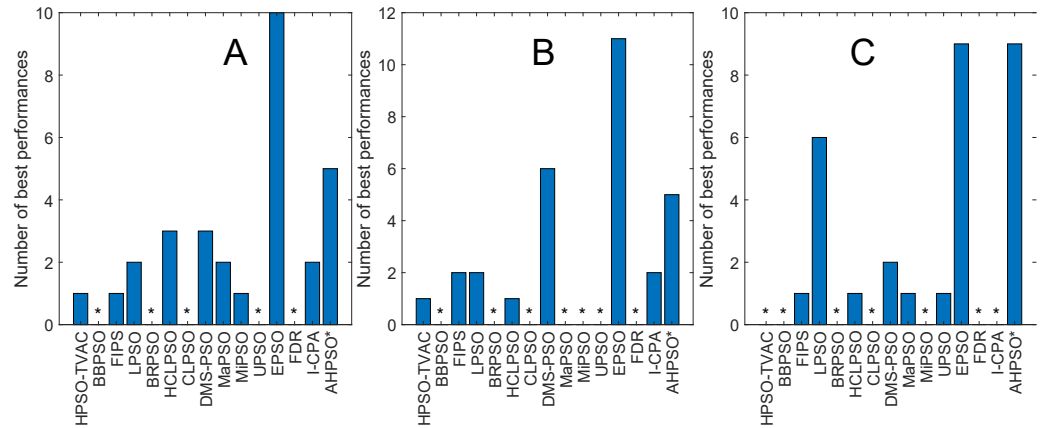 A
B
C
Number of best performances
10
8
6
4
2
0
* * * * *
HPSO-TVAC
BBPSO
FIPS
LPSO
BRPSO
HCLPSO
CLPSO
DMS-PSO
MaPSO
MiPSO
UPSO
EPSO
FDR
I-CPA
AHPSO*
Number of best performances
12
10
8
6
4
2
0
* * * * * * *
HPSO-TVAC
BBPSO
FIPS
LPSO
BRPSO
HCLPSO
CLPSO
DMS-PSO
MaPSO
MiPSO
UPSO
EPSO
FDR
I-CPA
AHPSO*
Number of best performances
10
8
6
4
2
0
* * * * * * *
HPSO-TVAC
BBPSO
FIPS
LPSO
BRPSO
HCLPSO
CLPSO
DMS-PSO
MaPSO
MiPSO
UPSO
EPSO
FDR
I-CPA
AHPSO*